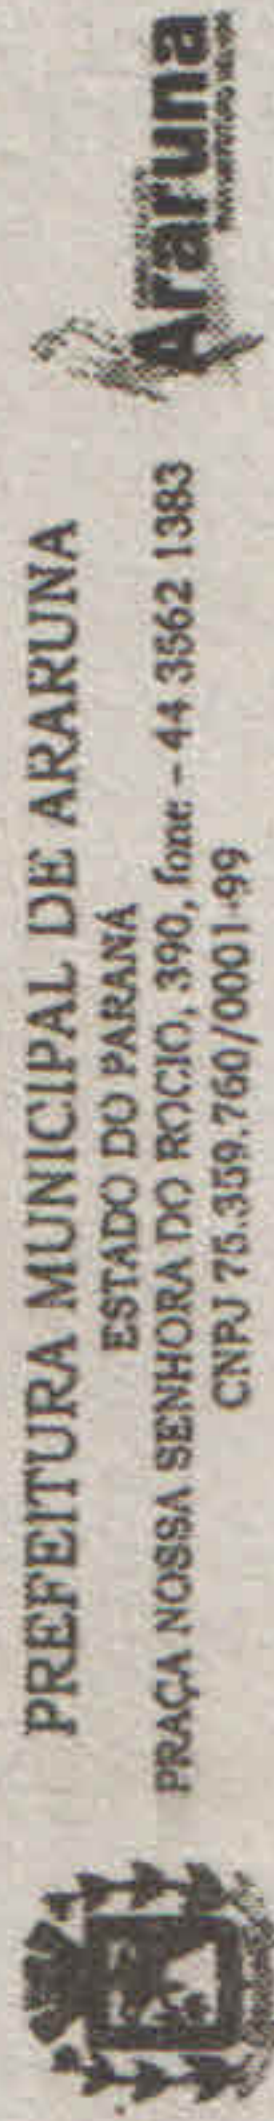 PREFEITURA MUNICIPAL DE ARARUNA
ESTADO DO PARANÁ
PRAÇA NOSSA SENHORA DO ROCIO, 390, fone - 44 3562 1383
CNPJ 75.359.760/0001-99
Araruna